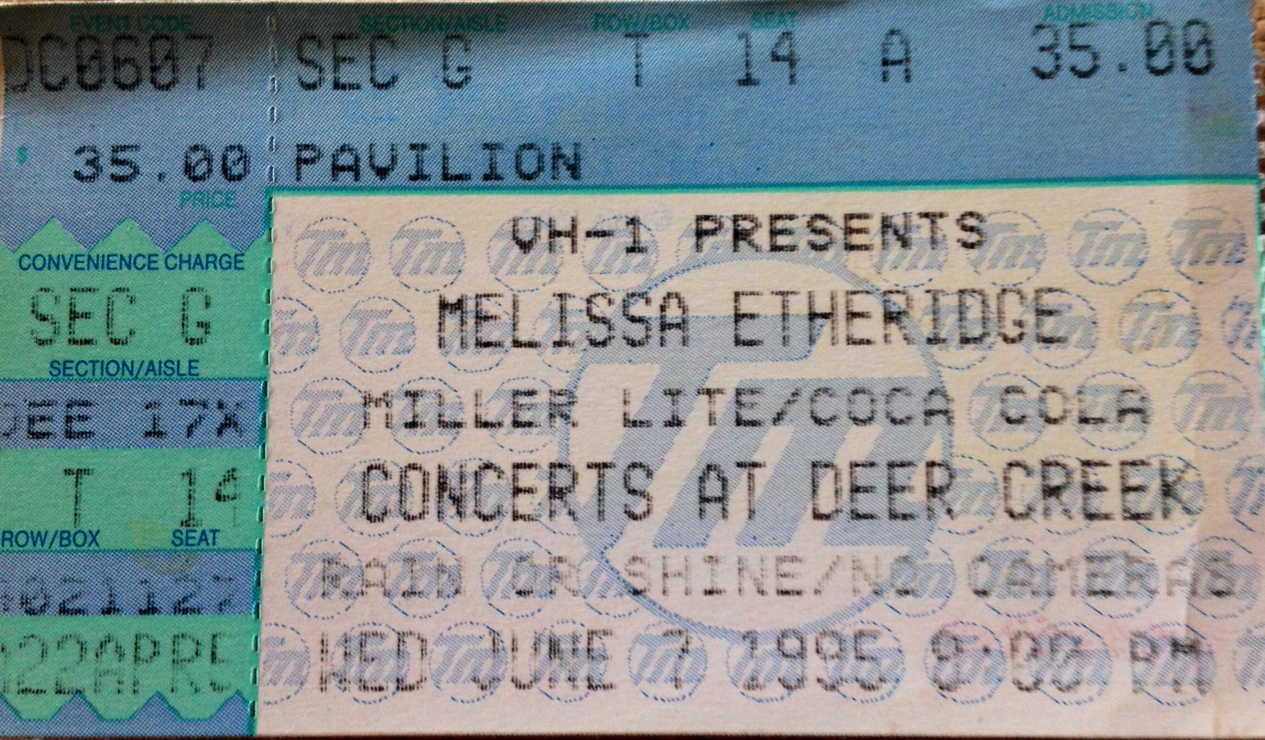 EVENT CODE SECTION/AISLE ROW/BOX SEAT ADMISSION
DC0607 SEC G T 14 A 35.00
$ 35.00 PAVILION
PRICE
VH-1 PRESENTS
CONVENIENCE CHARGE
MELISSA ETHERIDGE
SEC G
SECTION/AISLE
MILLER LITE/COCA COLA
JEE 17X
CONCERTS AT DEER CREEK
T 14
ROW/BOX SEAT
RAIN OR SHINE/NO CAMERAS
WED JUNE 7 1995 8:00 PM
22APR5
Tm